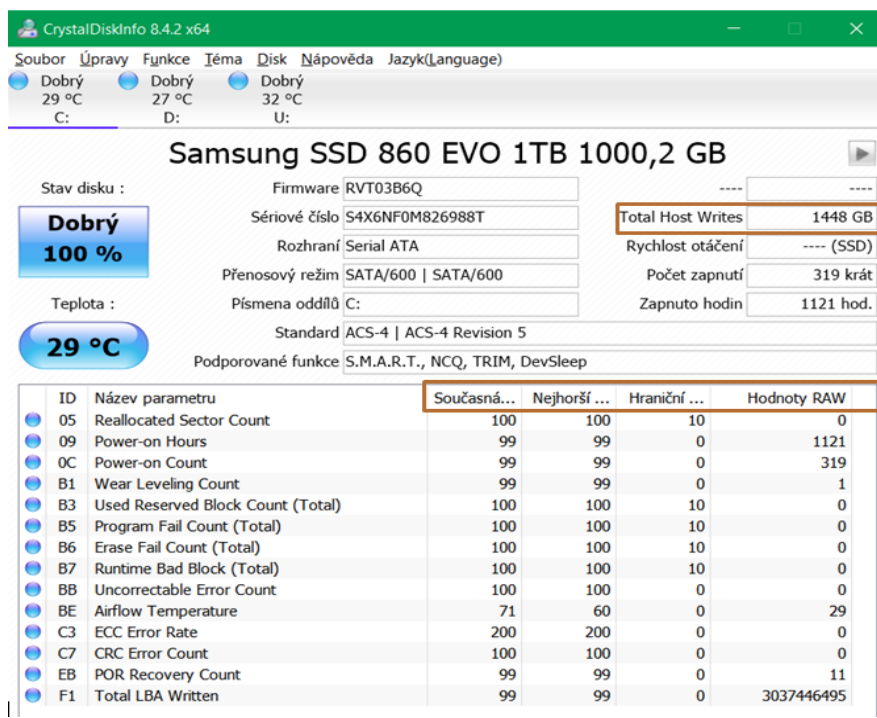 CrystalDiskInfo 8.4.2 x64
Soubor Úpravy Funkce Téma Disk Nápověda Jazyk(Language)
Dobrý Dobrý Dobrý
29 °C 27 °C 32 °C
C: D: U:
Samsung SSD 860 EVO 1TB 1000,2 GB
Stav disku :
Dobrý
100 %
Teplota :
29 °C
Firmware RVT03B6Q ---- ----
Sériové číslo S4X6NF0M826988T Total Host Writes 1448 GB
Rozhraní Serial ATA Rychlost otáčení ---- (SSD)
Přenosový režim SATA/600 | SATA/600 Počet zapnutí 319 krát
Písmena oddílů C: Zapnuto hodin 1121 hod.
Standard ACS-4 | ACS-4 Revision 5
Podporované funkce S.M.A.R.T., NCQ, TRIM, DevSleep
ID Název parametru Současná... Nejhorší ... Hraniční ... Hodnoty RAW
05 Reallocated Sector Count 100 100 10 0
09 Power-on Hours 99 99 0 1121
0C Power-on Count 99 99 0 319
B1 Wear Leveling Count 99 99 0 1
B3 Used Reserved Block Count (Total) 100 100 10 0
B5 Program Fail Count (Total) 100 100 10 0
B6 Erase Fail Count (Total) 100 100 10 0
B7 Runtime Bad Block (Total) 100 100 10 0
BB Uncorrectable Error Count 100 100 0 0
BE Airflow Temperature 71 60 0 29
C3 ECC Error Rate 200 200 0 0
C7 CRC Error Count 100 100 0 0
EB POR Recovery Count 99 99 0 11
F1 Total LBA Written 99 99 0 3037446495